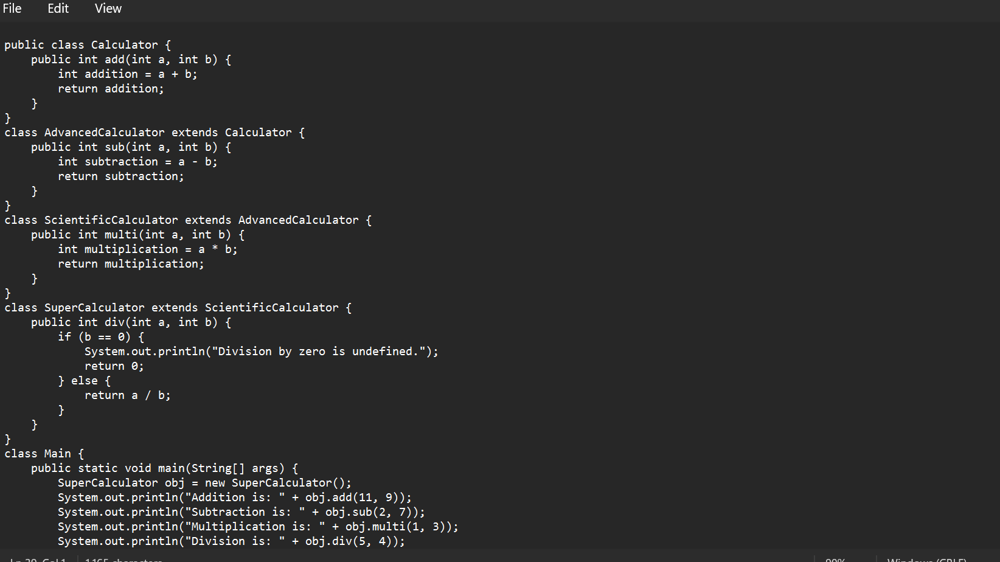 File Edit View
public class Calculator {
    public int add(int a, int b) {
        int addition = a + b;
        return addition;
    }
}
class AdvancedCalculator extends Calculator {
    public int sub(int a, int b) {
        int subtraction = a - b;
        return subtraction;
    }
}
class ScientificCalculator extends AdvancedCalculator {
    public int multi(int a, int b) {
        int multiplication = a * b;
        return multiplication;
    }
}
class SuperCalculator extends ScientificCalculator {
    public int div(int a, int b) {
        if (b == 0) {
            System.out.println("Division by zero is undefined.");
            return 0;
        } else {
            return a / b;
        }
    }
}
class Main {
    public static void main(String[] args) {
        SuperCalculator obj = new SuperCalculator();
        System.out.println("Addition is: " + obj.add(11, 9));
        System.out.println("Subtraction is: " + obj.sub(2, 7));
        System.out.println("Multiplication is: " + obj.multi(1, 3));
        System.out.println("Division is: " + obj.div(5, 4));
characters Windows (CRLF)